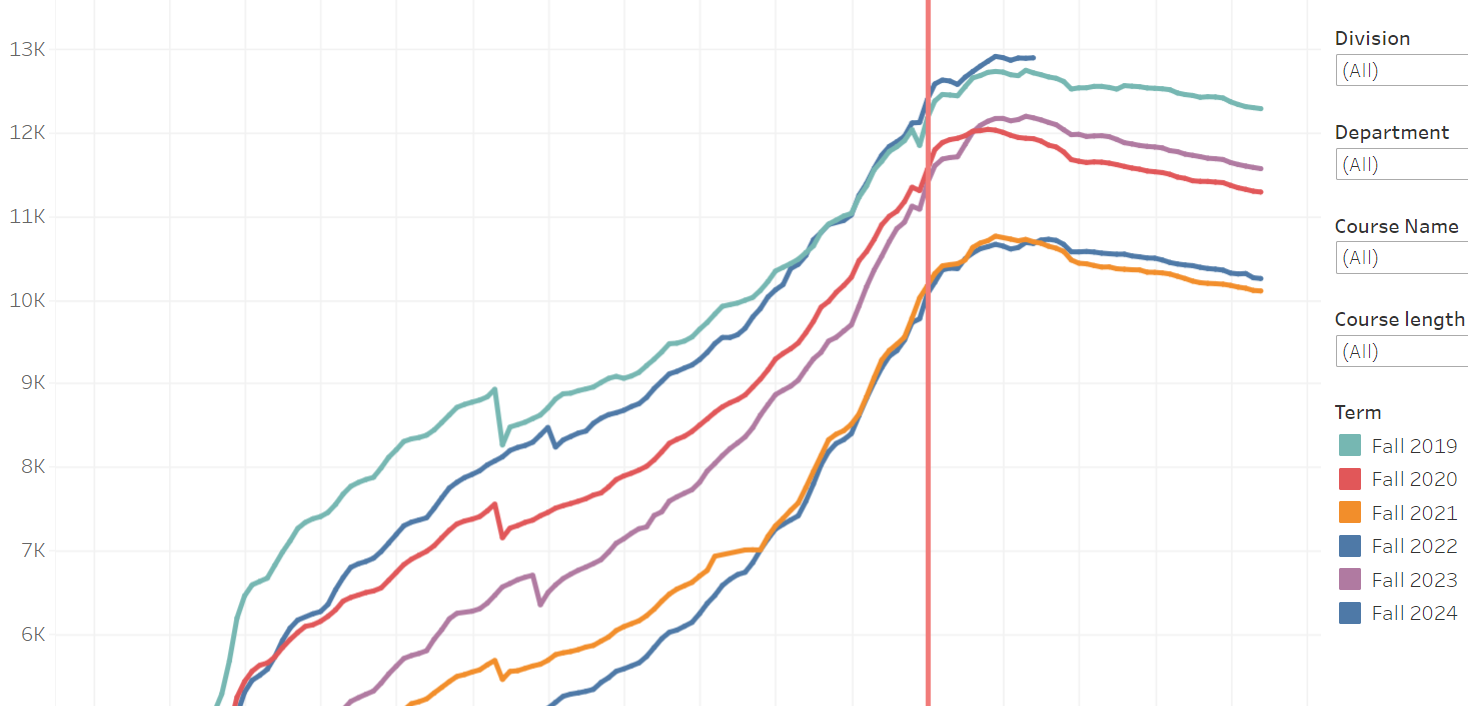 13K
12K
11K
10K
9K
8K
7K
6K
Division
(All)
Department
(All)
Course Name
(All)
Course length
(All)
Term
Fall 2019
Fall 2020
Fall 2021
Fall 2022
Fall 2023
Fall 2024